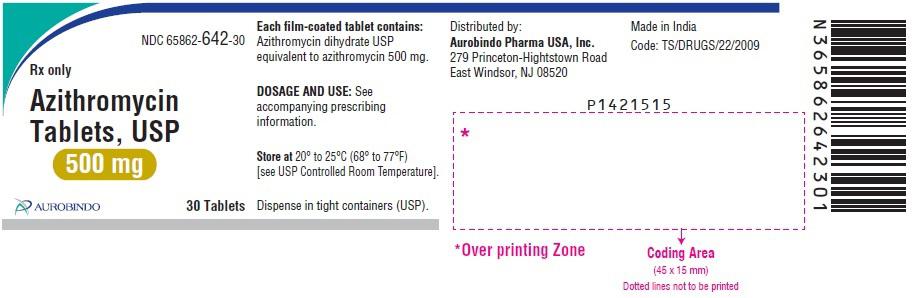 NDC 65862-642-30
Rx only
Azithromycin
Tablets, USP
500 mg
AUROBINDO
30 Tablets
Each film-coated tablet contains:
Azithromycin dihydrate USP
equivalent to azithromycin 500 mg.
DOSAGE AND USE: See
accompanying prescribing
information.
Store at 20° to 25°C (68° to 77°F)
[see USP Controlled Room Temperature].
Dispense in tight containers (USP).
Distributed by:
Aurobindo Pharma USA, Inc.
279 Princeton-Hightstown Road
East Windsor, NJ 08520
Made in India
Code: TS/DRUGS/22/2009
P1421515
*
*Over printing Zone
Coding Area
(45 x 15 mm)
Dotted lines not to be printed
N365862642301